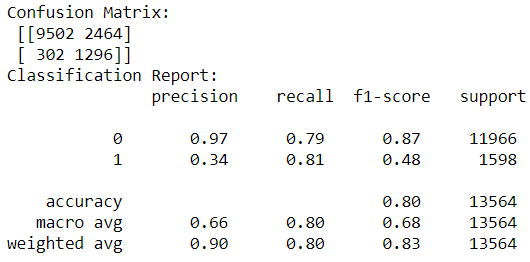 Confusion Matrix:
[[9502 2464]
[ 302 1296]]
Classification Report:
precision recall f1-score support
0 0.97 0.79 0.87 11966
1 0.34 0.81 0.48 1598
accuracy 0.80 13564
macro avg 0.66 0.80 0.68 13564
weighted avg 0.90 0.80 0.83 13564